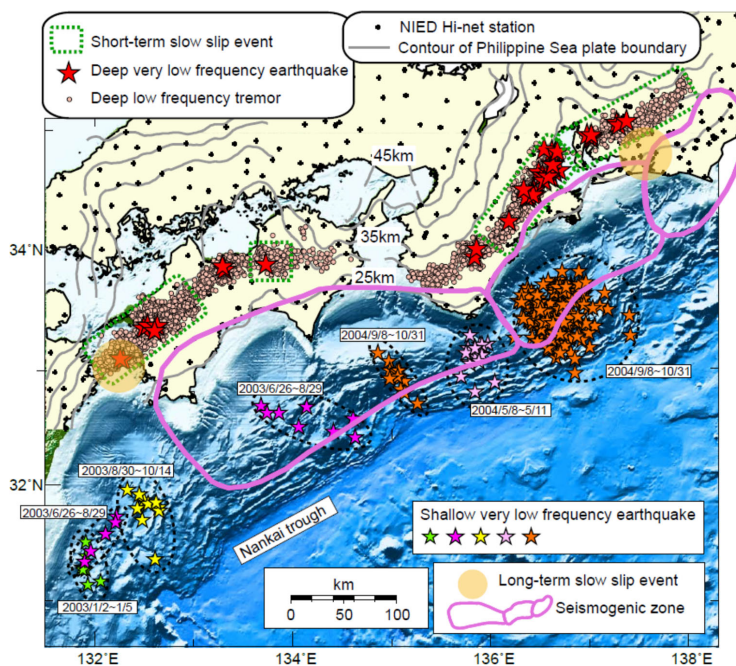 Short-term slow slip event
Deep very low frequency earthquake
Deep low frequency tremor
NIED Hi-net station
Contour of Philippine Sea plate boundary
45km
35km
25km
34°N
32°N
2004/9/8~10/31
2003/6/26~8/29
2004/5/8~5/11
2004/9/8~10/31
2003/8/30~10/14
2003/6/26~8/29
2003/1/2~1/5
Nankai trough
Shallow very low frequency earthquake
km
0 50 100
Long-term slow slip event
Seismogenic zone
132°E 134°E 136°E 138°E